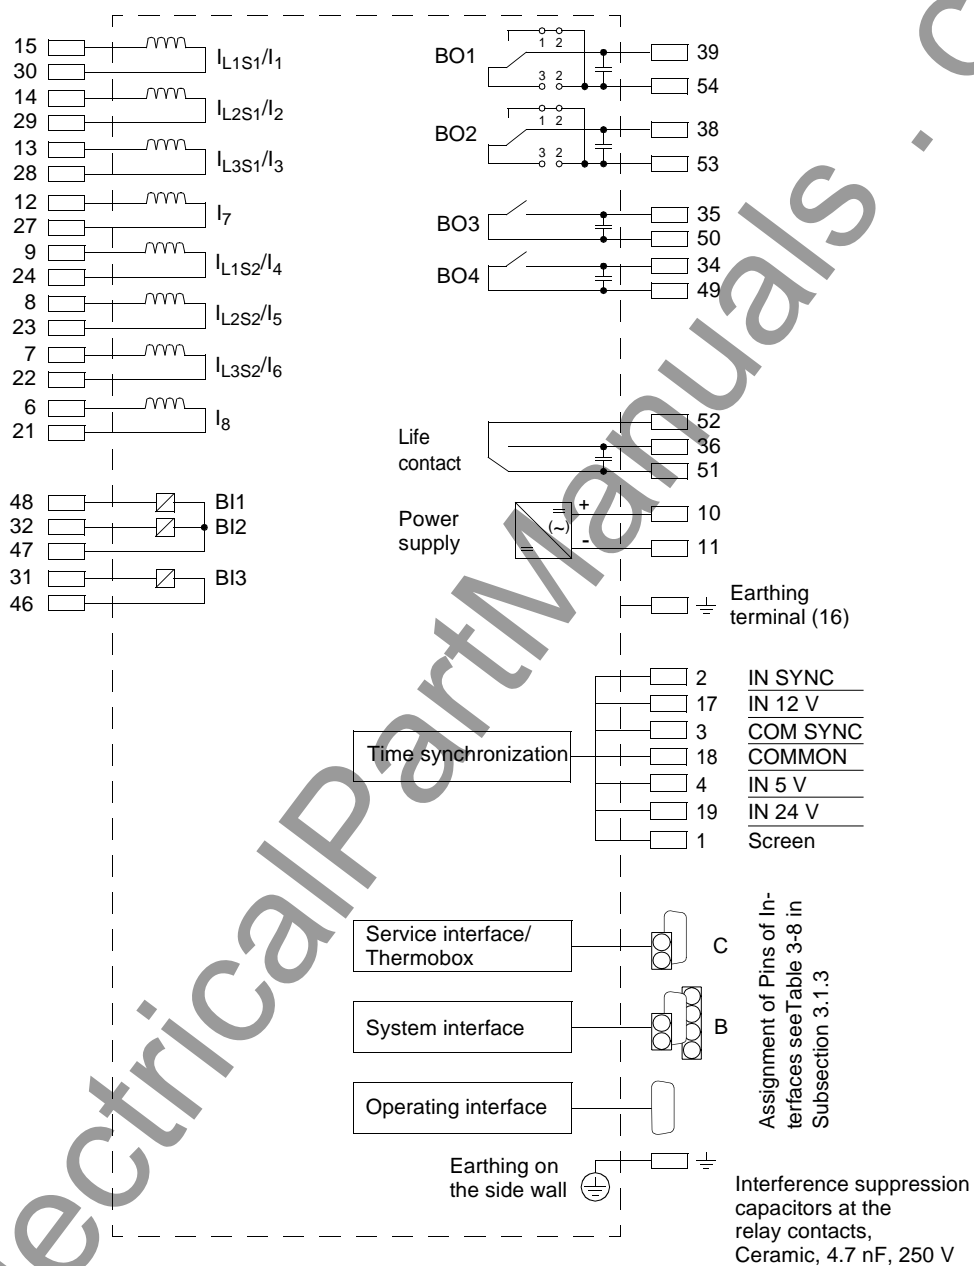 15
30
I_L1S1/I_1
14
29
I_L2S1/I_2
13
28
I_L3S1/I_3
12
27
I_7
9
24
I_L1S2/I_4
8
23
I_L2S2/I_5
7
22
I_L3S2/I_6
6
21
I_8
48 BI1
32 BI2
47
31 BI3
46
BO1
1 2
3 2
39
54
BO2
1 2
3 2
38
53
BO3
35
50
BO4
34
49
Life
contact
52
36
51
Power
supply
+
(~)
-
10
11
Earthing
terminal (16)
Time synchronization
2 IN SYNC
17 IN 12 V
3 COM SYNC
18 COMMON
4 IN 5 V
19 IN 24 V
1 Screen
Service interface/
Thermobox
C
System interface
B
Operating interface
Assignment of Pins of In-
terfaces seeTable 3-8 in
Subsection 3.1.3
Earthing on
the side wall
Interference suppression
capacitors at the
relay contacts,
Ceramic, 4.7 nF, 250 V
lectricalPartManuals . c